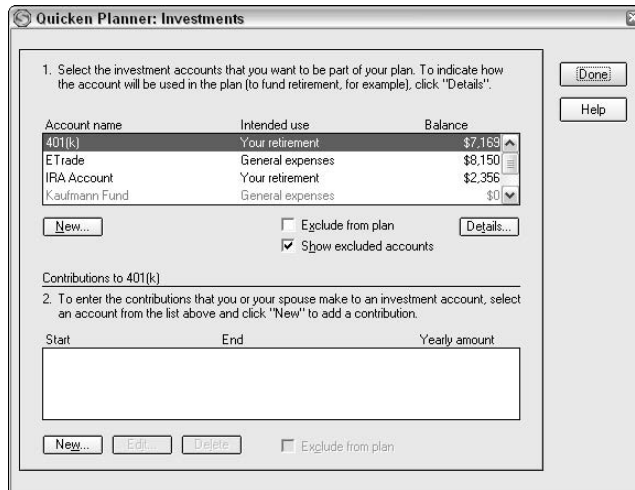 Quicken Planner: Investments
1. Select the investment accounts that you want to be part of your plan. To indicate how
the account will be used in the plan (to fund retirement, for example), click "Details".
Done
Help
Account name Intended use Balance
401(k) Your retirement $7,169
ETrade General expenses $8,150
IRA Account Your retirement $2,356
Kaufmann Fund General expenses $0
New... Exclude from plan Details...
Show excluded accounts
Contributions to 401(k)
2. To enter the contributions that you or your spouse make to an investment account, select
an account from the list above and click "New" to add a contribution.
Start End Yearly amount
New... Edit... Delete Exclude from plan